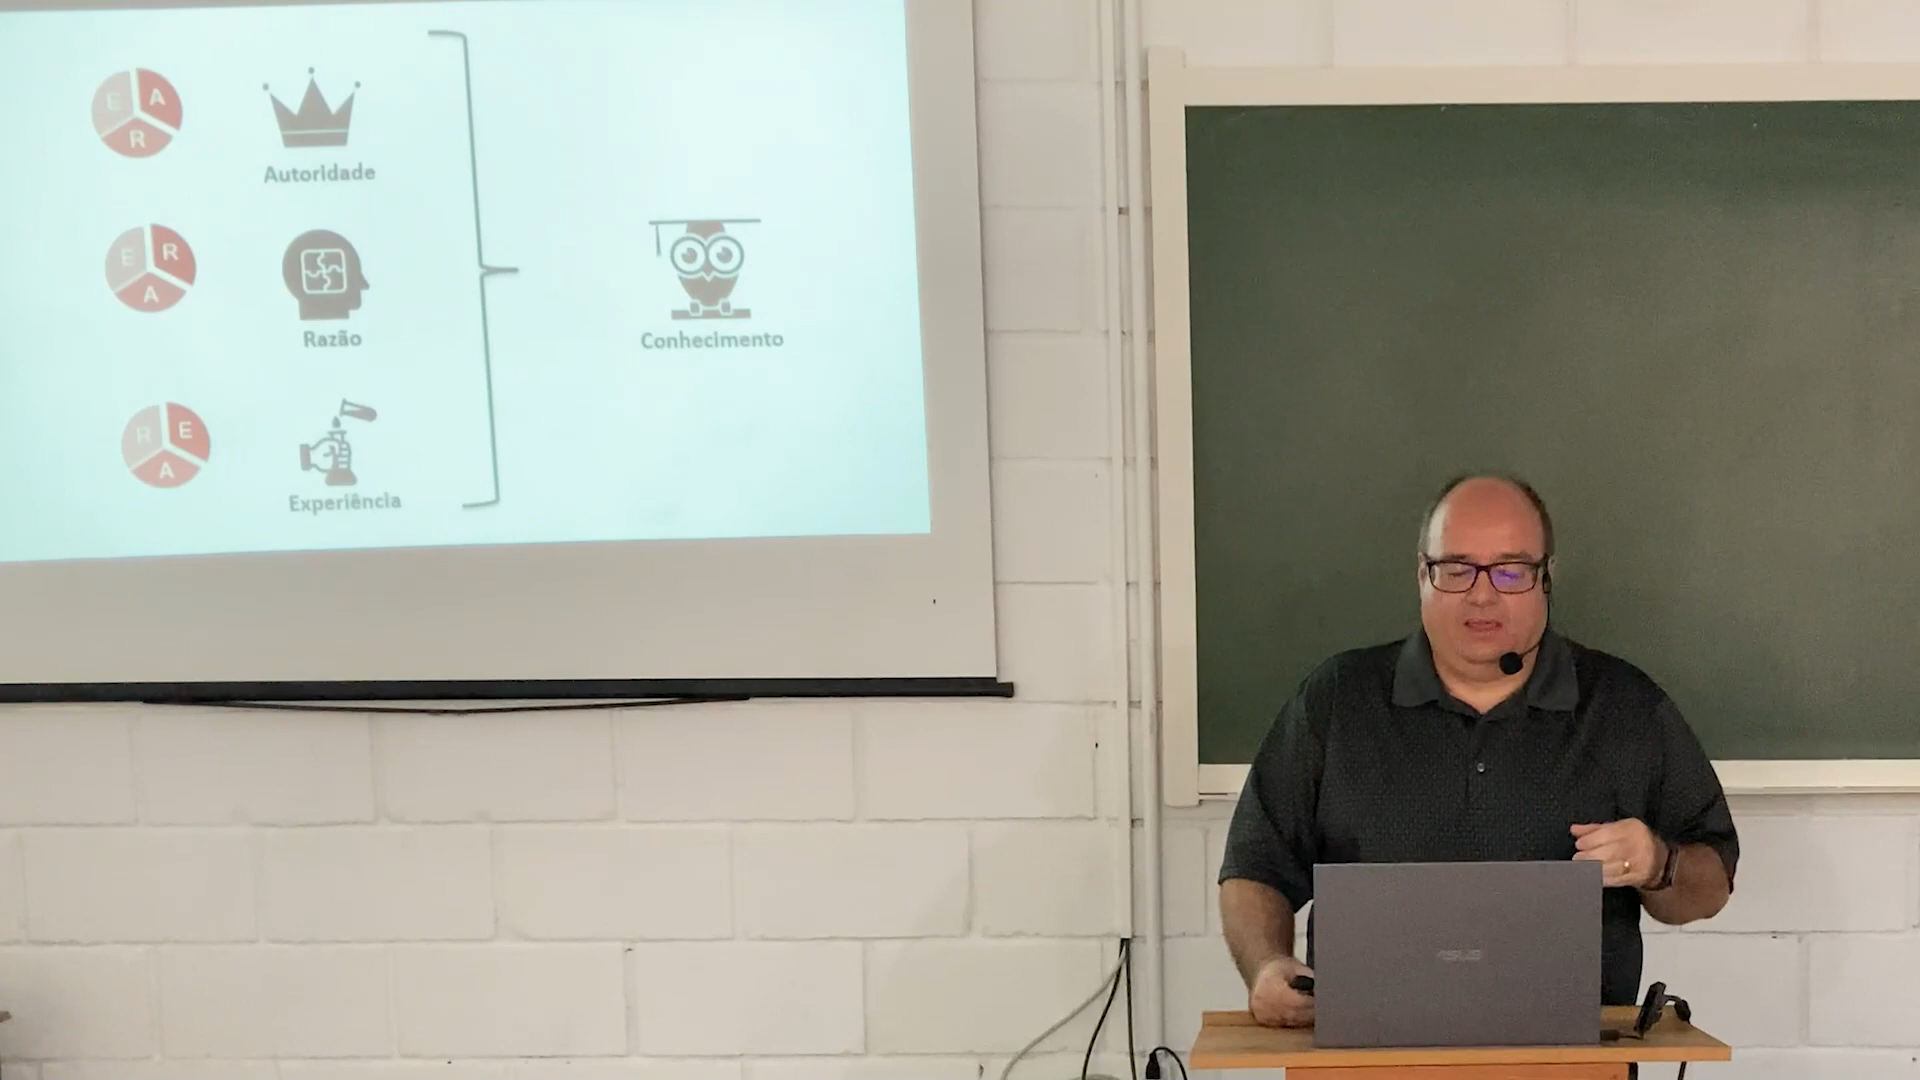 E A
R
Autoridade
E R
A
Razão
Conhecimento
R E
A
Experiência
ASUS